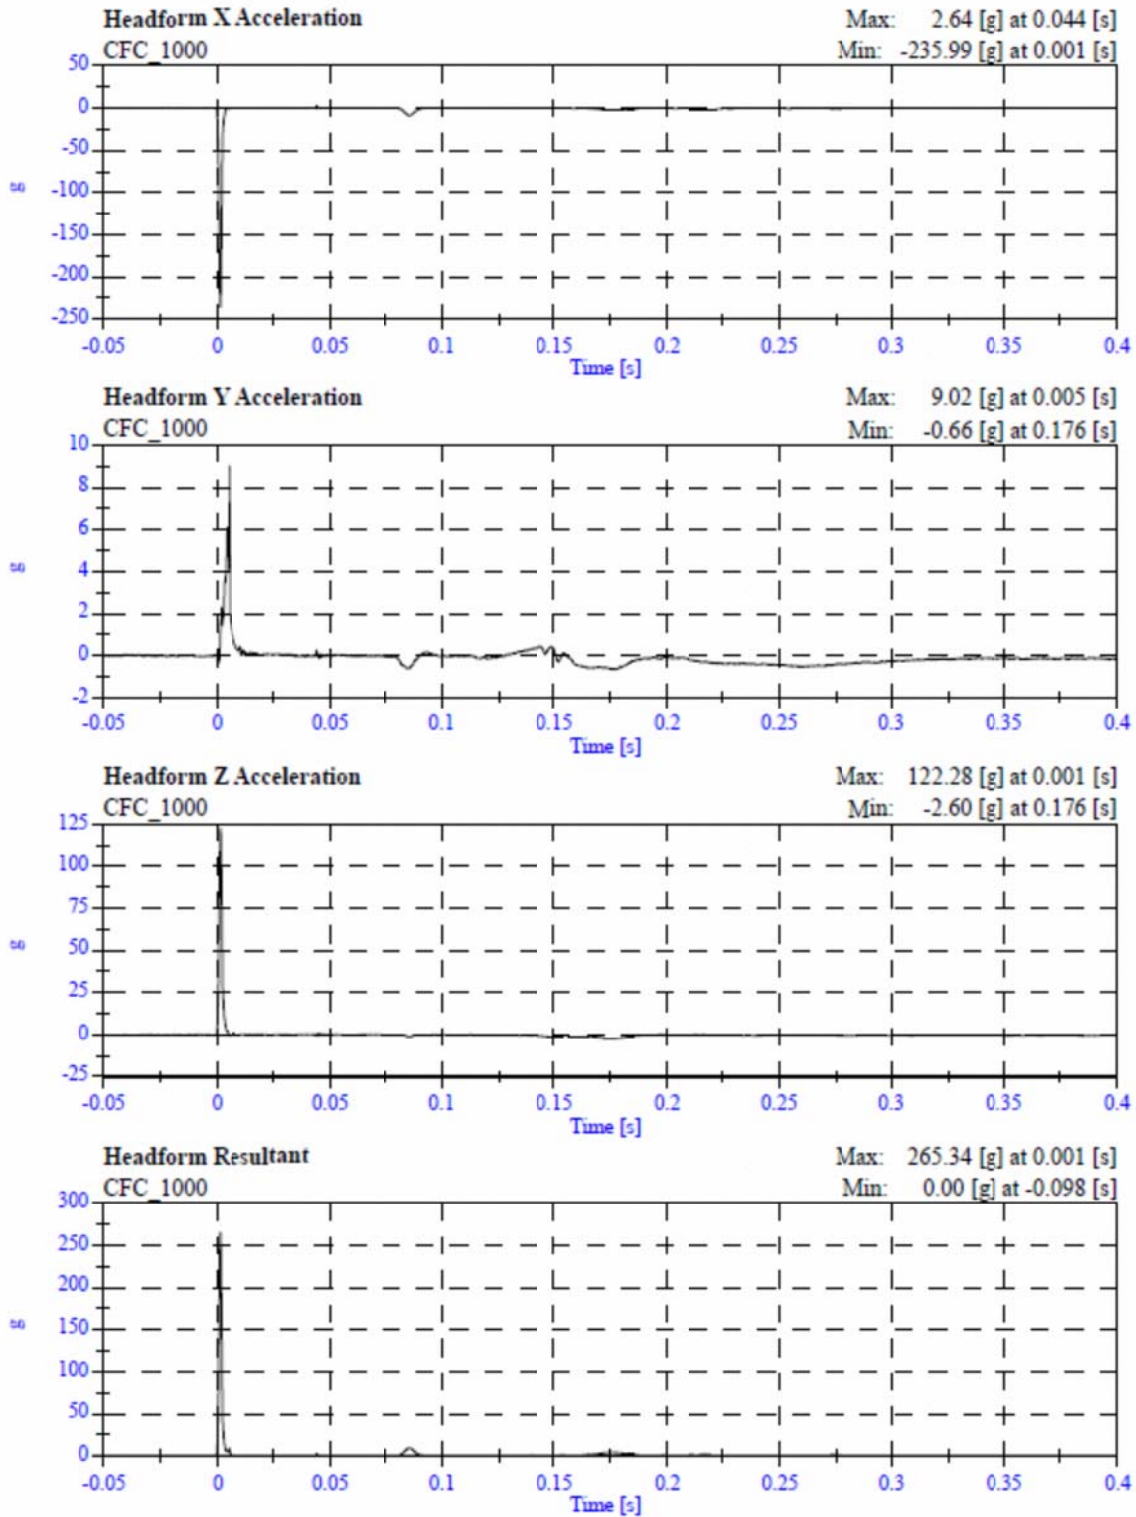 Headform X Acceleration
Max: 2.64 [g] at 0.044 [s]
CFC_1000
Min: -235.99 [g] at 0.001 [s]
50
0
-50
g
-100
-150
-200
-250
-0.05 0 0.05 0.1 0.15 0.2 0.25 0.3 0.35 0.4
Time [s]
Headform Y Acceleration
Max: 9.02 [g] at 0.005 [s]
CFC_1000
Min: -0.66 [g] at 0.176 [s]
10
8
6
g
4
2
0
-2
-0.05 0 0.05 0.1 0.15 0.2 0.25 0.3 0.35 0.4
Time [s]
Headform Z Acceleration
Max: 122.28 [g] at 0.001 [s]
CFC_1000
Min: -2.60 [g] at 0.176 [s]
125
100
75
g
50
25
0
-25
-0.05 0 0.05 0.1 0.15 0.2 0.25 0.3 0.35 0.4
Time [s]
Headform Resultant
Max: 265.34 [g] at 0.001 [s]
CFC_1000
Min: 0.00 [g] at -0.098 [s]
300
250
200
g
150
100
50
0
-0.05 0 0.05 0.1 0.15 0.2 0.25 0.3 0.35 0.4
Time [s]